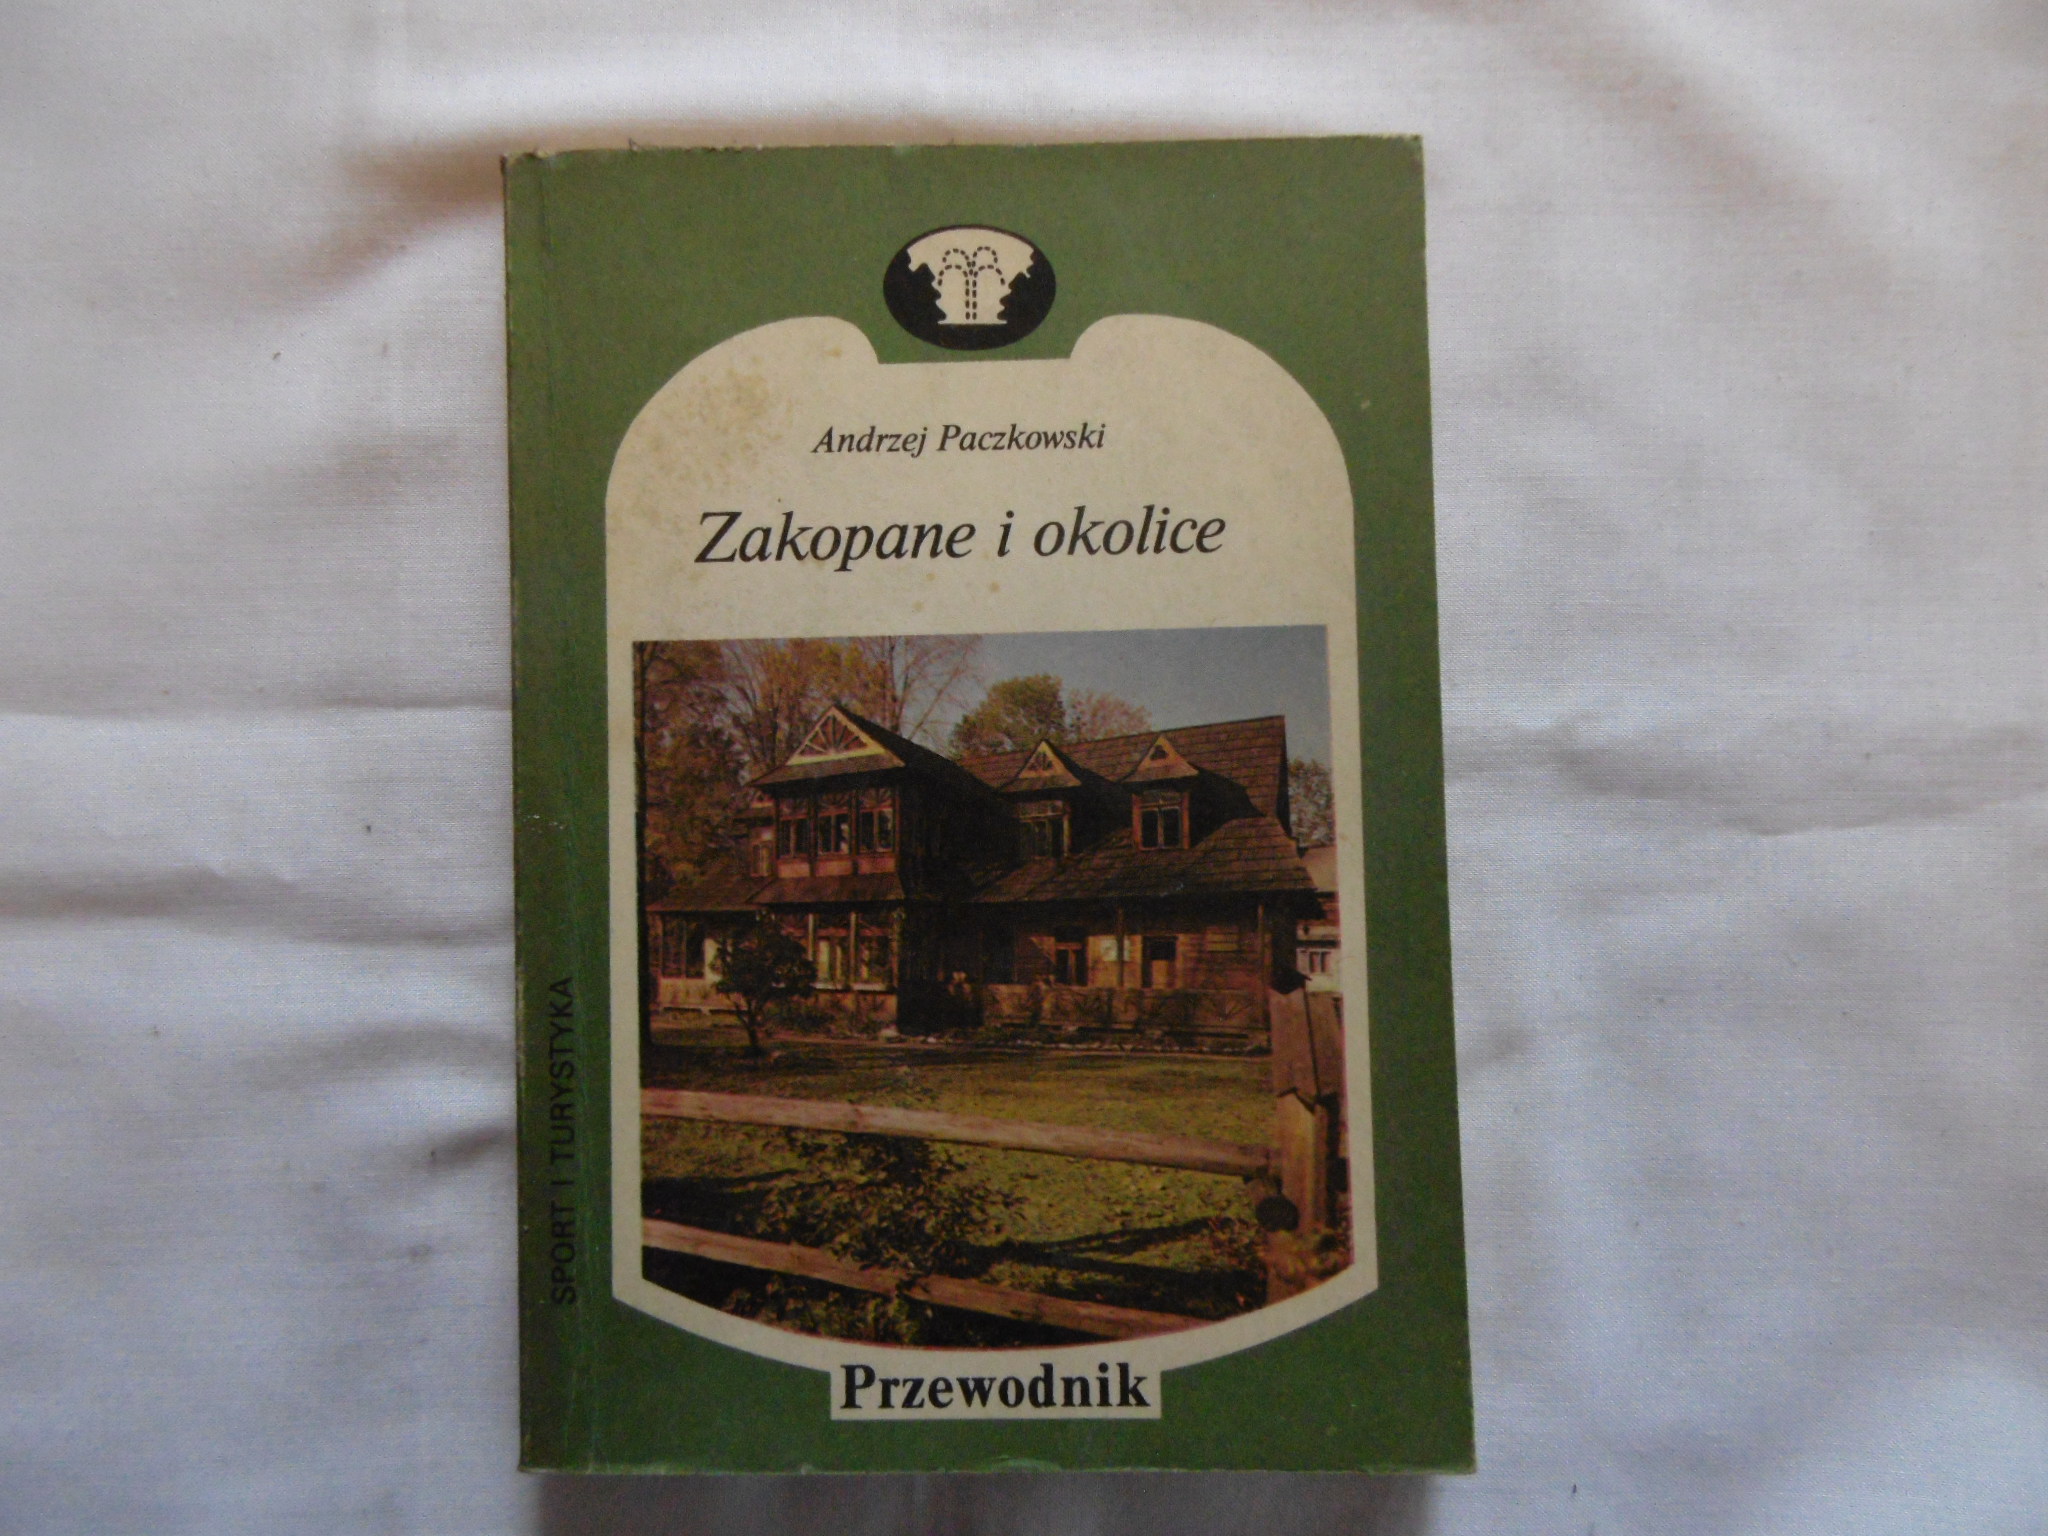 Andrzej Paczkowski
Zakopane i okolice
SPORT I TURYSTYKA
Przewodnik